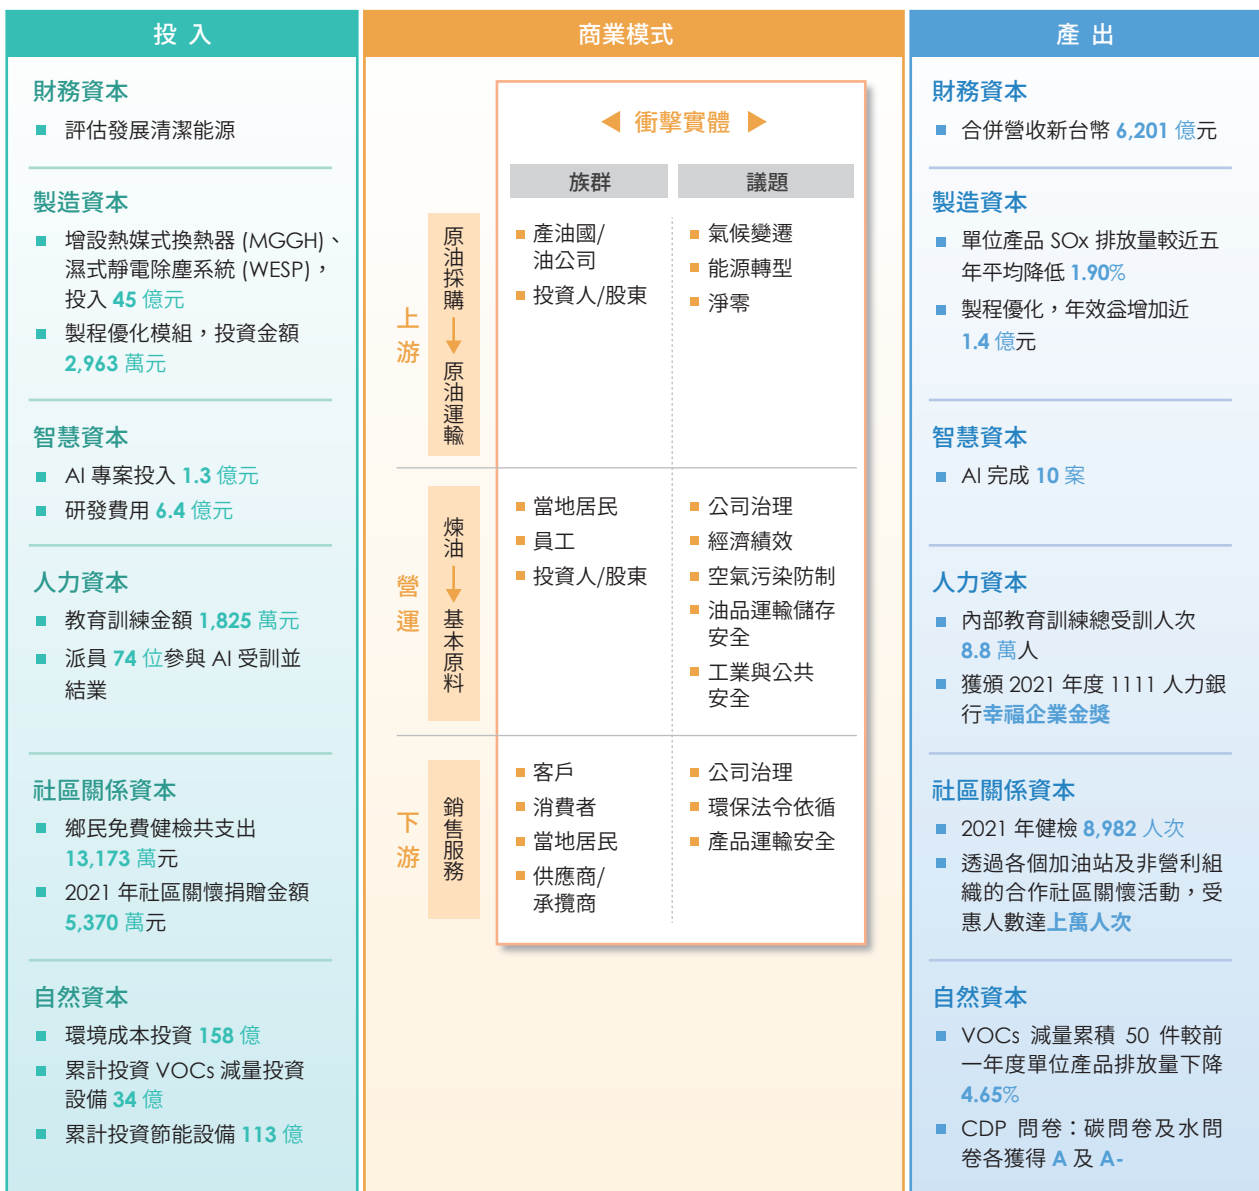 投 入
財務資本
評估發展清潔能源
製造資本
增設熱媒式換熱器 (MGGH)、
濕式靜電除塵系統 (WESP)，
投入 45 億元
製程優化模組，投資金額
2,963 萬元
智慧資本
AI 專案投入 1.3 億元
研發費用 6.4 億元
人力資本
教育訓練金額 1,825 萬元
派員 74 位參與 AI 受訓並
結業
社區關係資本
鄉民免費健檢共支出
13,173 萬元
2021 年社區關懷捐贈金額
5,370 萬元
自然資本
環境成本投資 158 億
累計投資 VOCs 減量投資
設備 34 億
累計投資節能設備 113 億
商業模式
衝擊實體
族群
議題
上游
原油採購
原油運輸
產油國/
油公司
投資人/股東
氣候變遷
能源轉型
淨零
營運
煉油
基本原料
當地居民
員工
投資人/股東
公司治理
經濟績效
空氣污染防制
油品運輸儲存
安全
工業與公共
安全
下游
銷售服務
客戶
消費者
當地居民
供應商/
承攬商
公司治理
環保法令依循
產品運輸安全
產 出
財務資本
合併營收新台幣 6,201 億元
製造資本
單位產品 SOx 排放量較近五
年平均降低 1.90%
製程優化，年效益增加近
1.4 億元
智慧資本
AI 完成 10 案
人力資本
內部教育訓練總受訓人次
8.8 萬人
獲頒 2021 年度 1111 人力銀
行幸福企業金獎
社區關係資本
2021 年健檢 8,982 人次
透過各個加油站及非營利組
織的合作社區關懷活動，受
惠人數達上萬人次
自然資本
VOCs 減量累積 50 件較前
一年度單位產品排放量下降
4.65%
CDP 問卷：碳問卷及水問
卷各獲得 A 及 A-